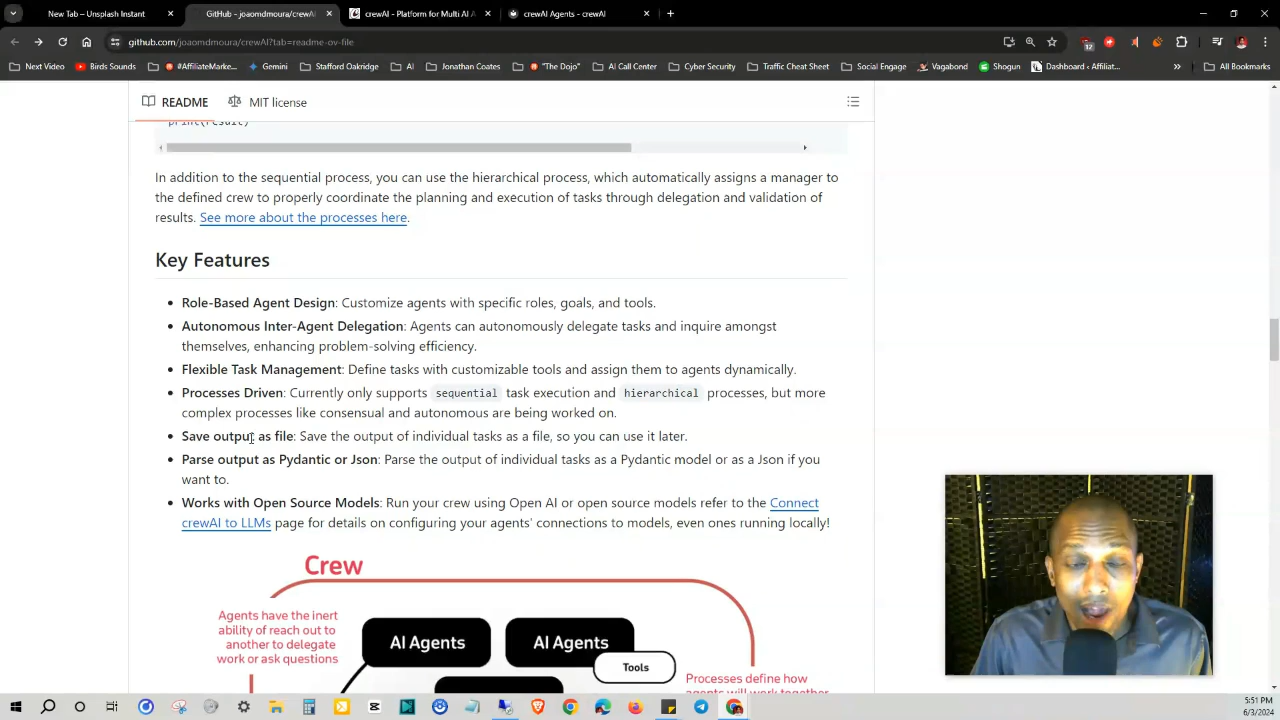 New Tab – Unsplash Instant
GitHub - joaomdmoura/crewAI
crewAI - Platform for Multi AI A
crewAI Agents - crewAI
github.com/joaomdmoura/crewAI?tab=readme-ov-file
12
Next Video
Birds Sounds
#AffiliateMarke...
Gemini
Stafford Oakridge
AI
Jonathan Coates
"The Dojo"
AI Call Center
Cyber Security
Traffic Cheat Sheet
Social Engage
Vagabond
Shogun
Dashboard ‹ Affiliat...
All Bookmarks
README
MIT license
print(result)
In addition to the sequential process, you can use the hierarchical process, which automatically assigns a manager to
the defined crew to properly coordinate the planning and execution of tasks through delegation and validation of
results. See more about the processes here.
Key Features
• Role-Based Agent Design: Customize agents with specific roles, goals, and tools.
• Autonomous Inter-Agent Delegation: Agents can autonomously delegate tasks and inquire amongst
themselves, enhancing problem-solving efficiency.
• Flexible Task Management: Define tasks with customizable tools and assign them to agents dynamically.
• Processes Driven: Currently only supports sequential task execution and hierarchical processes, but more
complex processes like consensual and autonomous are being worked on.
• Save output as file: Save the output of individual tasks as a file, so you can use it later.
• Parse output as Pydantic or Json: Parse the output of individual tasks as a Pydantic model or as a Json if you
want to.
• Works with Open Source Models: Run your crew using Open AI or open source models refer to the Connect
crewAI to LLMs page for details on configuring your agents' connections to models, even ones running locally!
Crew
Agents have the inert
ability of reach out to
another to delegate
work or ask questions
AI Agents
AI Agents
Tools
Processes define how
agents will work together
5:51 PM
6/3/2024